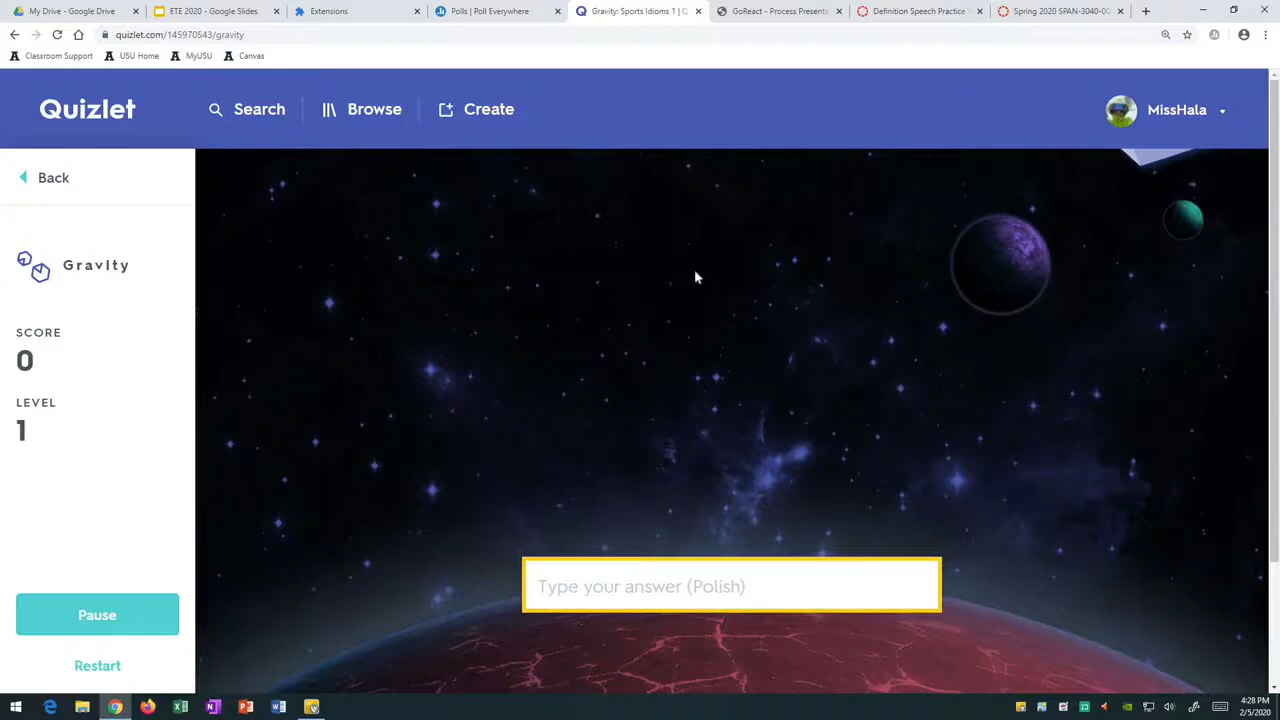 My Drive - Google Drive
ETE 2020 - Google Slides
Extensions
Polls | Poll Everywhere
Gravity: Sports Idioms 1 | Q
GoReact - Process Presenta
Definition Speech Practice
Spring 2020 SPAN-3040-00
quizlet.com/145970543/gravity
Classroom Support
USU Home
MyUSU
Canvas
Quizlet
Search
Browse
Create
MissHala
Back
Gravity
SCORE
0
LEVEL
1
Type your answer (Polish)
Pause
Restart
4:28 PM
2/5/2020